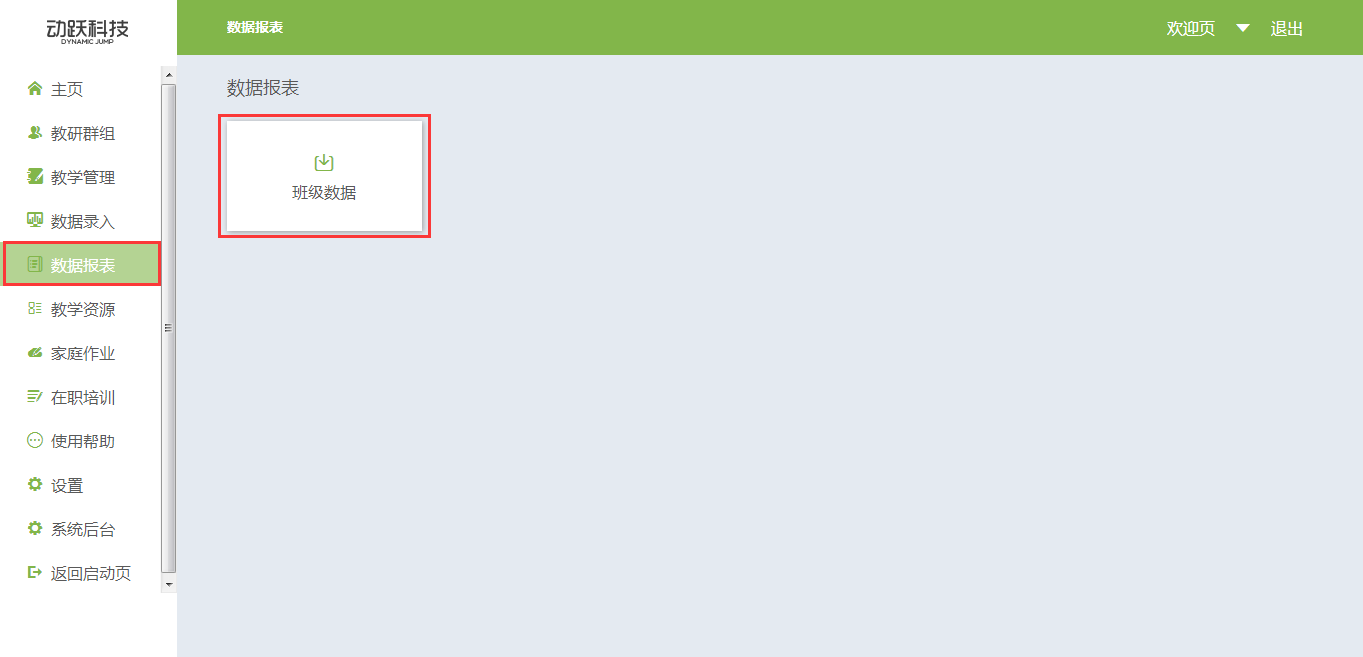 动跃科技
DYNAMIC JUMP
数据报表
欢迎页
退出
主页
教研群组
教学管理
数据录入
数据报表
教学资源
家庭作业
在职培训
使用帮助
设置
系统后台
返回启动页
数据报表
班级数据